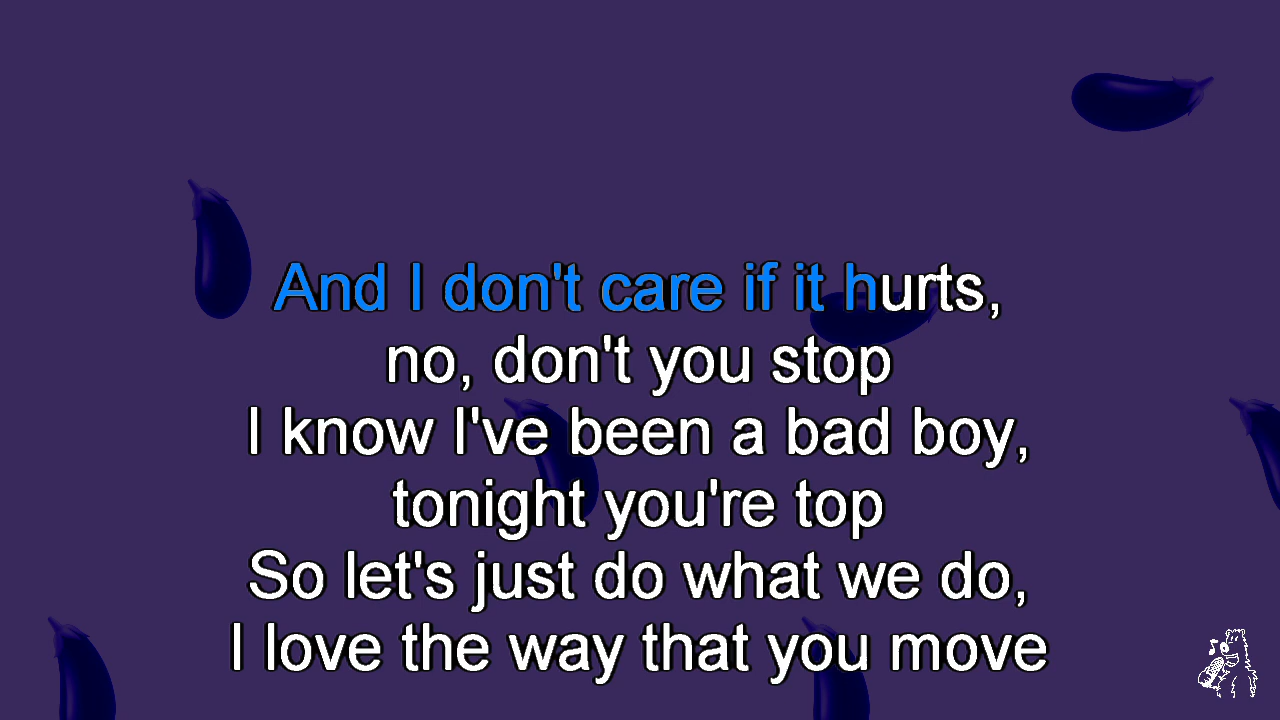 And I don't care if it hurts,
no, don't you stop
I know I've been a bad boy,
tonight you're top
So let's just do what we do,
I love the way that you move